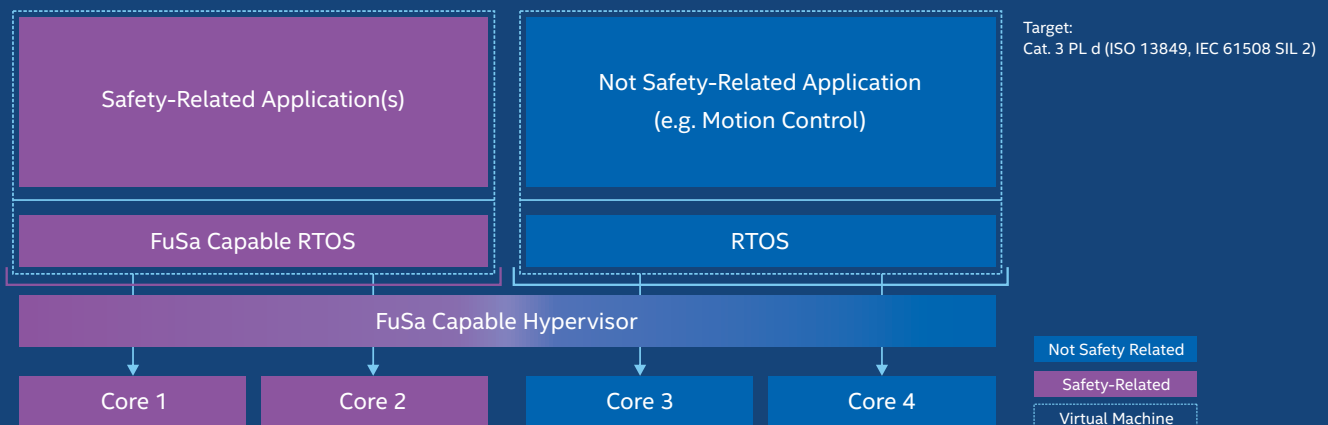 Safety-Related Application(s)
Not Safety-Related Application
(e.g. Motion Control)
Target:
Cat. 3 PL d (ISO 13849, IEC 61508 SIL 2)
FuSa Capable RTOS
RTOS
FuSa Capable Hypervisor
Core 1
Core 2
Core 3
Core 4
Not Safety Related
Safety-Related
Virtual Machine